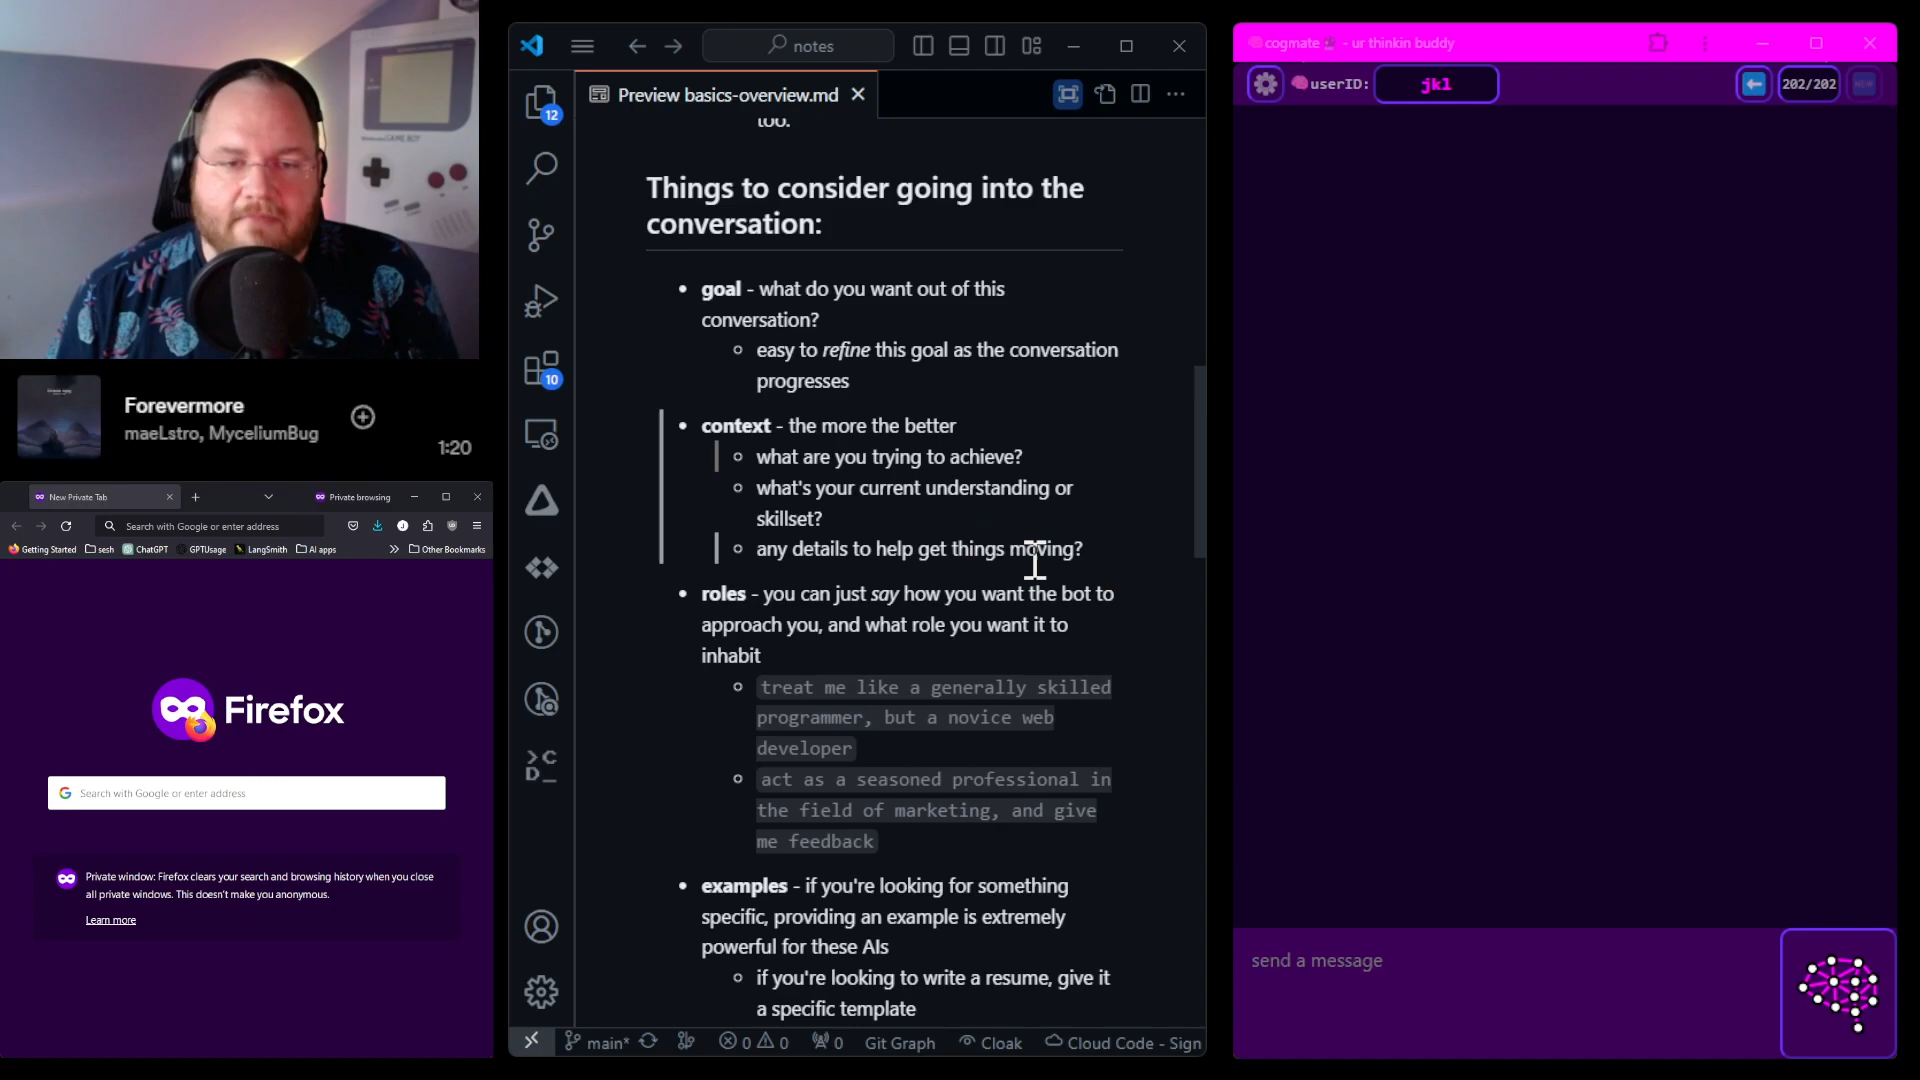 Nintendo GAME BOY
Forevermore
maeLstro, MyceliumBug
1:20
New Private Tab
Private browsing
Search with Google or enter address
Getting Started
sesh
ChatGPT
GPTUsage
LangSmith
AI apps
Other Bookmarks
Firefox
Search with Google or enter address
Private window: Firefox clears your search and browsing history when you close
all private windows. This doesn't make you anonymous.
Learn more
notes
Preview basics-overview.md
12
10
too.
Things to consider going into the
conversation:
• goal - what do you want out of this
conversation?
easy to refine this goal as the conversation
progresses
• context - the more the better
what are you trying to achieve?
what's your current understanding or
skillset?
any details to help get things moving?
• roles - you can just say how you want the bot to
approach you, and what role you want it to
inhabit
treat me like a generally skilled
programmer, but a novice web
developer
act as a seasoned professional in
the field of marketing, and give
me feedback
• examples - if you're looking for something
specific, providing an example is extremely
powerful for these AIs
if you're looking to write a resume, give it
a specific template
main*
0
0
0
Git Graph
Cloak
Cloud Code - Sign
cogmate - ur thinkin buddy
userID:
jkl
202/202
NEW
send a message